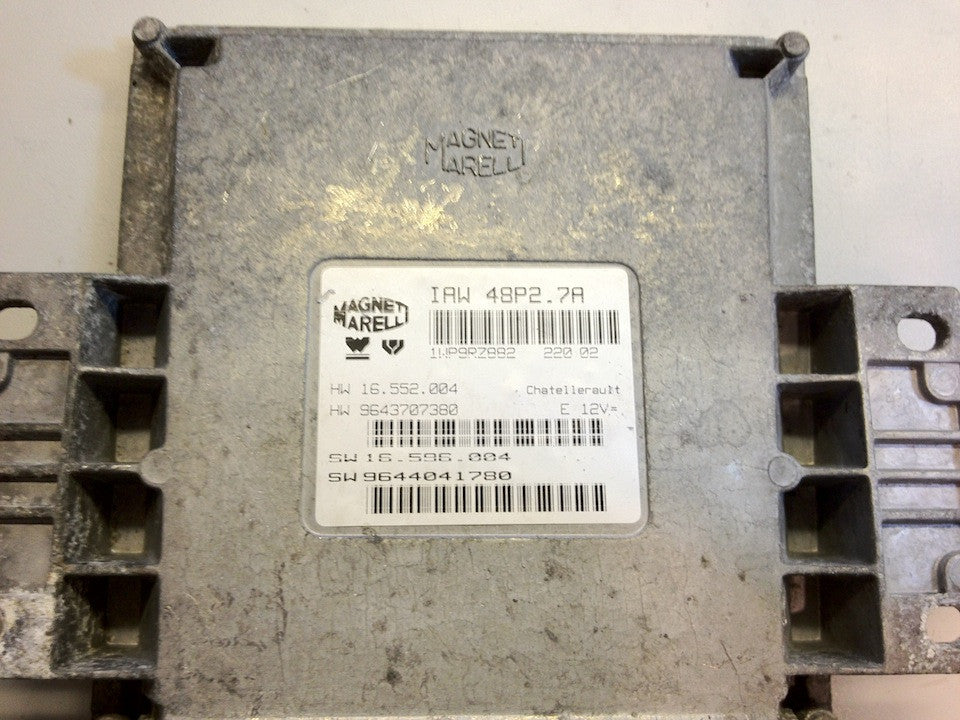 MAGNETI
MARELLI
MAGNETI
MARELLI
IAW 48P2.7A
1WP9RZ882 220 02
HW 16.552.004 Chatellerault
HW 9643707380 E 12V=
SW 16.596.004
SW 9644041780